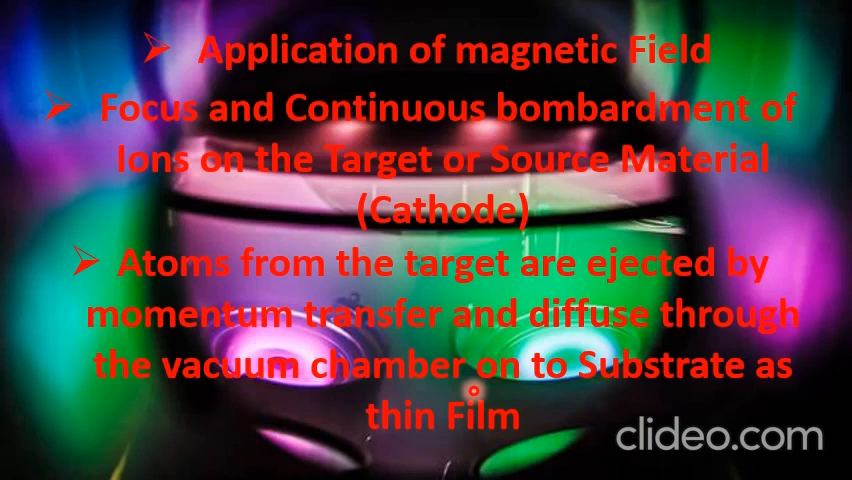 ➢ Application of magnetic Field
➢ Focus and Continuous bombardment of
Ions on the Target or Source Material
(Cathode)
➢ Atoms from the target are ejected by
momentum transfer and diffuse through
the vacuum chamber on to Substrate as
thin Film
clideo.com